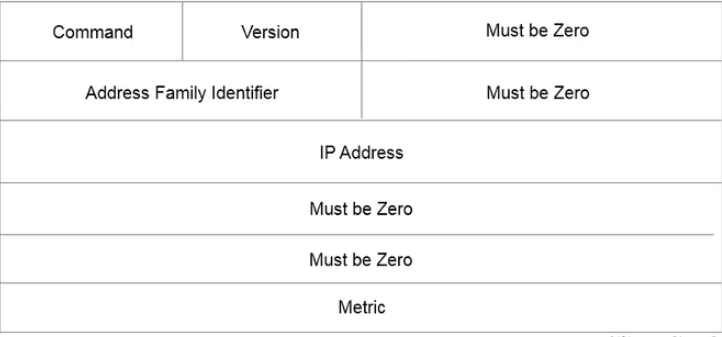 Command Version Must be Zero
Address Family Identifier Must be Zero
IP Address
Must be Zero
Must be Zero
Metric